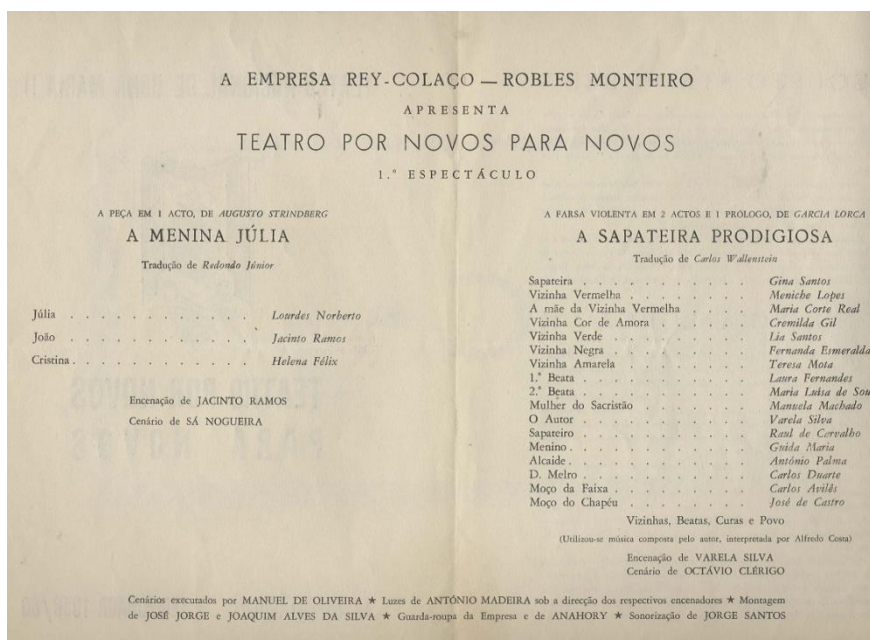 A EMPRESA REY-COLAÇO — ROBLES MONTEIRO
APRESENTA
TEATRO POR NOVOS PARA NOVOS
1.º ESPECTÁCULO
A PEÇA EM 1 ACTO, DE AUGUSTO STRINDBERG
A MENINA JÚLIA
Tradução de Redondo Júnior
Júlia . . . . . . . . . . . . Lourdes Norberto
João . . . . . . . . . . . . Jacinto Ramos
Cristina . . . . . . . . . . . . Helena Félix
Encenação de JACINTO RAMOS
Cenário de SÁ NOGUEIRA
A FARSA VIOLENTA EM 2 ACTOS E 1 PRÓLOGO, DE GARCIA LORCA
A SAPATEIRA PRODIGIOSA
Tradução de Carlos Wallenstein
Sapateira . . . . . . . . . . . Gina Santos
Vizinha Vermelha . . . . . . . . Meniche Lopes
A mãe da Vizinha Vermelha . . . . Maria Corte Real
Vizinha Cor de Amora . . . . . . Cremilda Gil
Vizinha Verde . . . . . . . . . Lia Santos
Vizinha Negra . . . . . . . . . Fernanda Esmeralda
Vizinha Amarela . . . . . . . . Teresa Mota
1.ª Beata . . . . . . . . . . . Laura Fernandes
2.ª Beata . . . . . . . . . . . Maria Luísa de Sou
Mulher do Sacristão . . . . . . . Manuela Machado
O Autor . . . . . . . . . . . . Varela Silva
Sapateiro . . . . . . . . . . . Raul de Carvalho
Menino . . . . . . . . . . . . Guida Maria
Alcaide . . . . . . . . . . . . António Palma
D. Melro . . . . . . . . . . . Carlos Duarte
Moço da Faixa . . . . . . . . . Carlos Avilês
Moço do Chapéu . . . . . . . . José de Castro
Vizinhas, Beatas, Curas e Povo
(Utilizou-se música composta pelo autor, interpretada por Alfredo Costa)
Encenação de VARELA SILVA
Cenário de OCTÁVIO CLÉRIGO
Cenários executados por MANUEL DE OLIVEIRA ★ Luzes de ANTÓNIO MADEIRA sob a direcção dos respectivos encenadores ★ Montagem
de JOSÉ JORGE e JOAQUIM ALVES DA SILVA ★ Guarda-roupa da Empresa e de ANAHORY ★ Sonorização de JORGE SANTOS